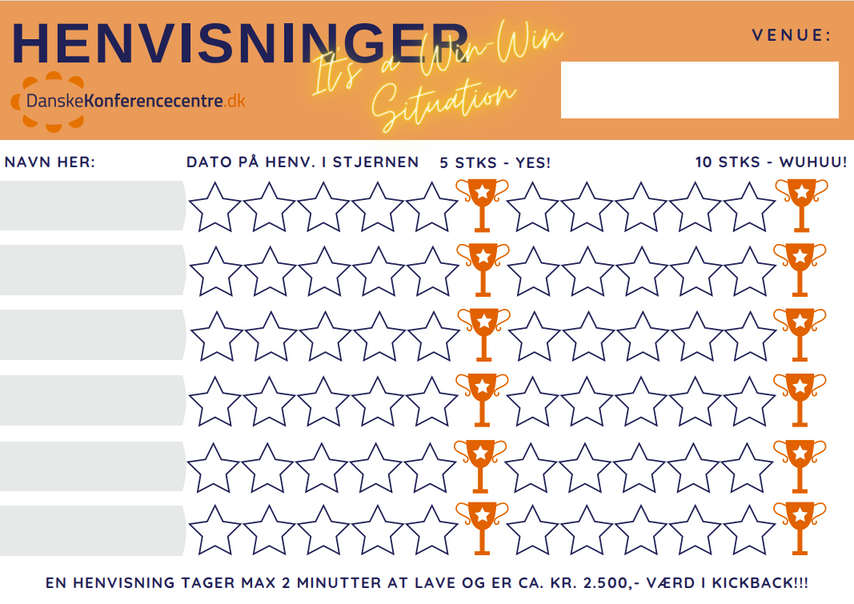 HENVISNINGER
It's a Win-Win
Situation
VENUE:
DanskeKonferencecentre.dk
NAVN HER:
DATO PÅ HENV. I STJERNEN
5 STKS - YES!
10 STKS - WUHUU!
EN HENVISNING TAGER MAX 2 MINUTTER AT LAVE OG ER CA. KR. 2.500,- VÆRD I KICKBACK!!!